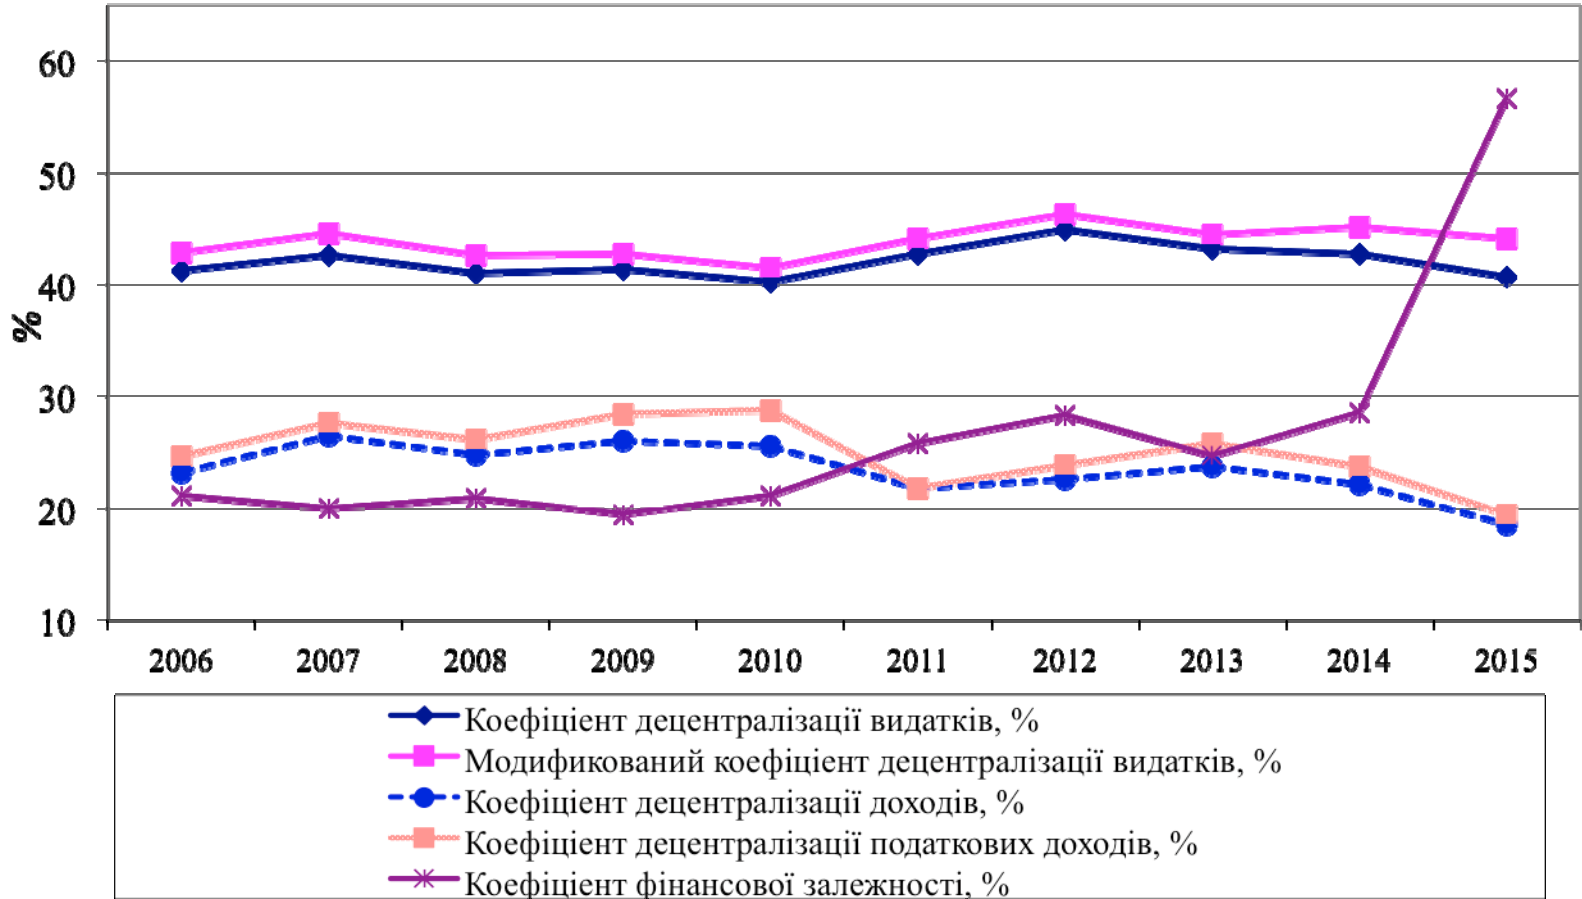 60
50
40
30
20
10
%
2006 2007 2008 2009 2010 2011 2012 2013 2014 2015
Коефіцієнт децентралізації видатків, %
Модификований коефіцієнт децентралізації видатків, %
Коефіцієнт децентралізації доходів, %
Коефіцієнт децентралізації податкових доходів, %
Коефіцієнт фінансової залежності, %